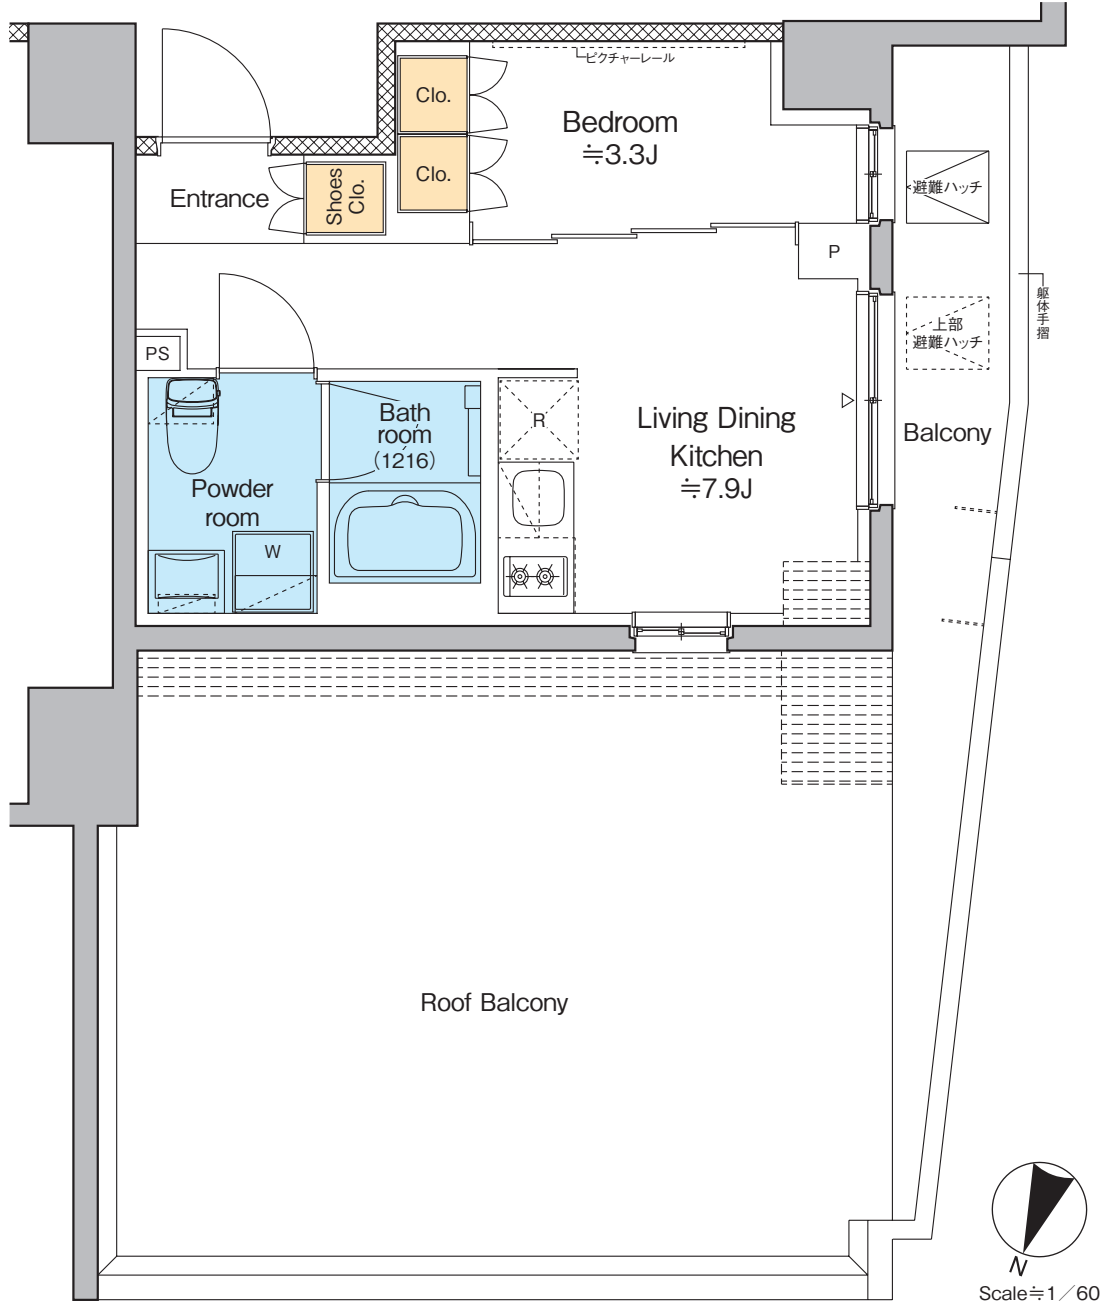 ピクチャーレール
Clo.
Bedroom
≒3.3J
Clo.
Shoes
Clo.
Entrance
避難ハッチ
P
躯体手摺
上部
避難ハッチ
PS
R
Bath
room
(1216)
Living Dining
Kitchen
≒7.9J
Balcony
Powder
room
W
Roof Balcony
N
Scale≒1／60